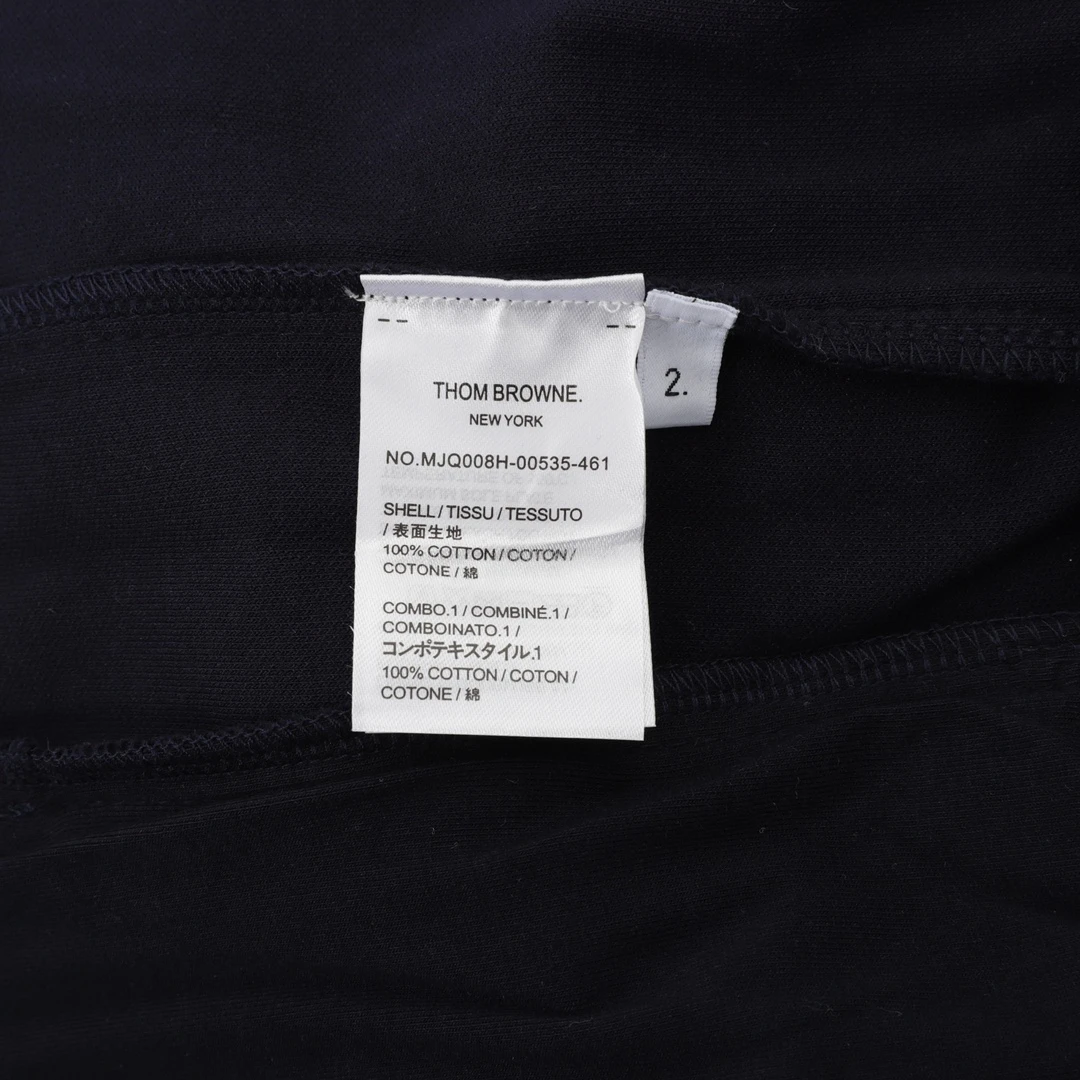 THOM BROWNE.
NEW YORK
2.
NO.MJQ008H-00535-461
SHELL / TISSU / TESSUTO
/ 表面生地
100% COTTON / COTON /
COTONE / 綿
COMBO.1 / COMBINÉ.1 /
COMBOINATO.1 /
コンポテキスタイル.1
100% COTTON / COTON /
COTONE / 綿